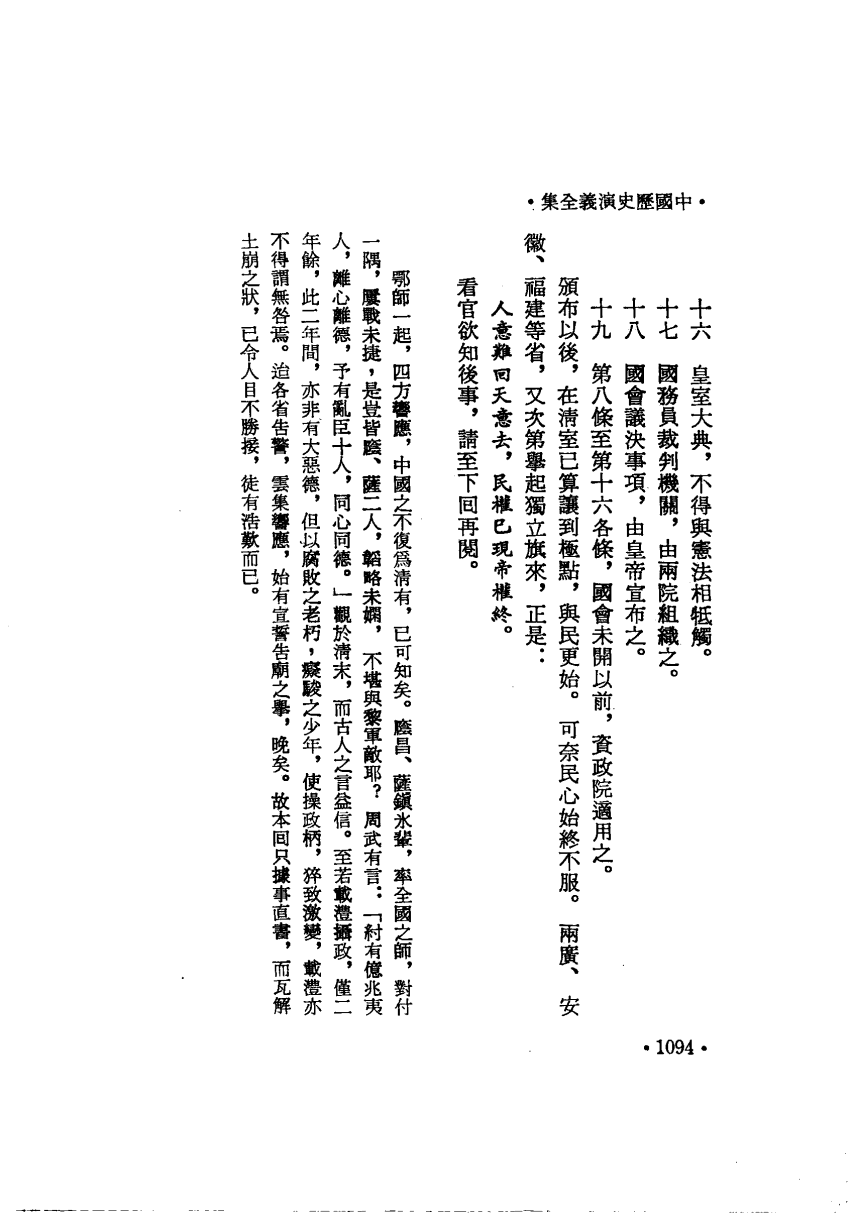 •中國歷史演義全集•
十六　皇室大典，不得與憲法相牴觸。
十七　國務員裁判機關，由兩院組織之。
十八　國會議決事項，由皇帝宣布之。
十九　第八條至第十六各條，國會未開以前，資政院適用之。
頒布以後，在清室已算讓到極點，與民更始。可奈民心始終不服。兩廣、安
徽、福建等省，又次第舉起獨立旗來，正是：
人意難回天意去，民權已現帝權終。
看官欲知後事，請至下回再閱。
鄂師一起，四方響應，中國之不復爲清有，已可知矣。廕昌、薩鎭氷輩，率全國之師，對付
一隅，屢戰未捷，是豈皆廕、薩二人，韜略未嫻，不堪與黎軍敵耶？周武有言：「紂有億兆夷
人，離心離德，予有亂臣十人，同心同德。」觀於清末，而古人之言益信。至若載灃攝政，僅二
年餘，此二年間，亦非有大惡德，但以腐敗之老朽，癡騃之少年，使操政柄，猝致激變，載灃亦
不得謂無咎焉。迨各省告警，雲集響應，始有宣誓告廟之舉，晚矣。故本回只據事直書，而瓦解
土崩之狀，已令人目不勝接，徒有浩歎而已。
•1094•